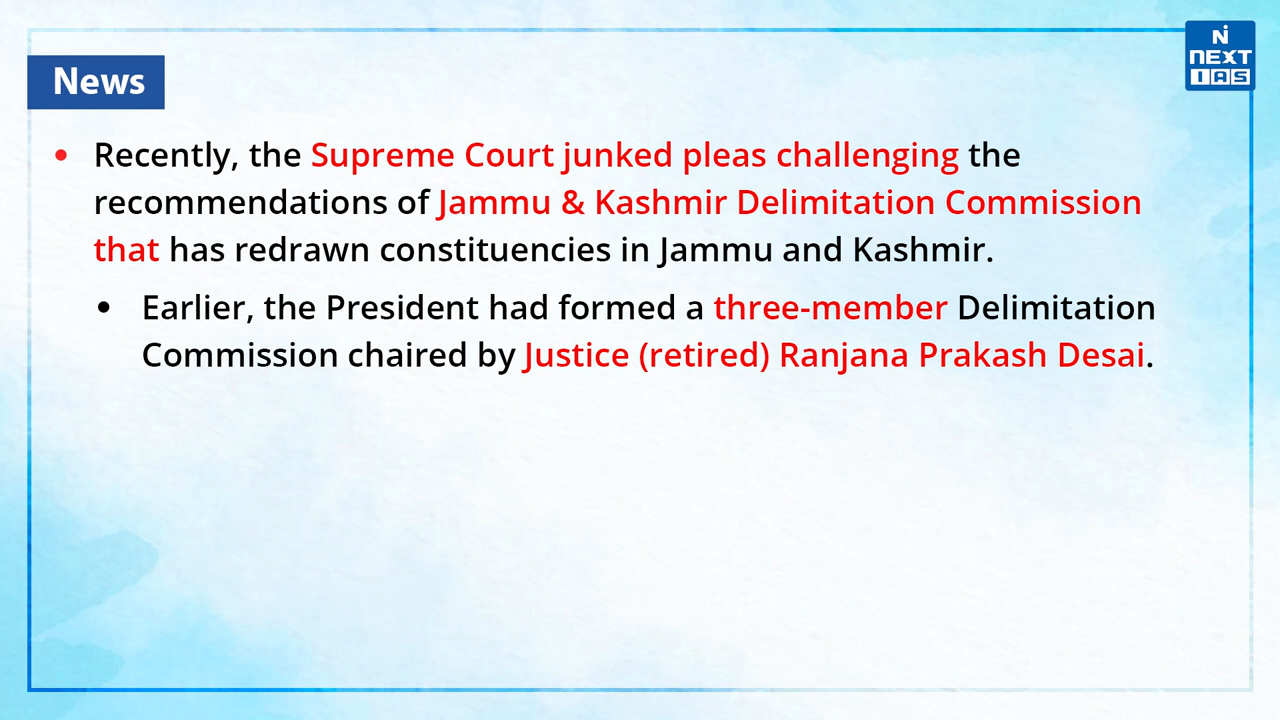 News
NEXT
IAS
Recently, the Supreme Court junked pleas challenging the
recommendations of Jammu & Kashmir Delimitation Commission
that has redrawn constituencies in Jammu and Kashmir.
Earlier, the President had formed a three-member Delimitation
Commission chaired by Justice (retired) Ranjana Prakash Desai.